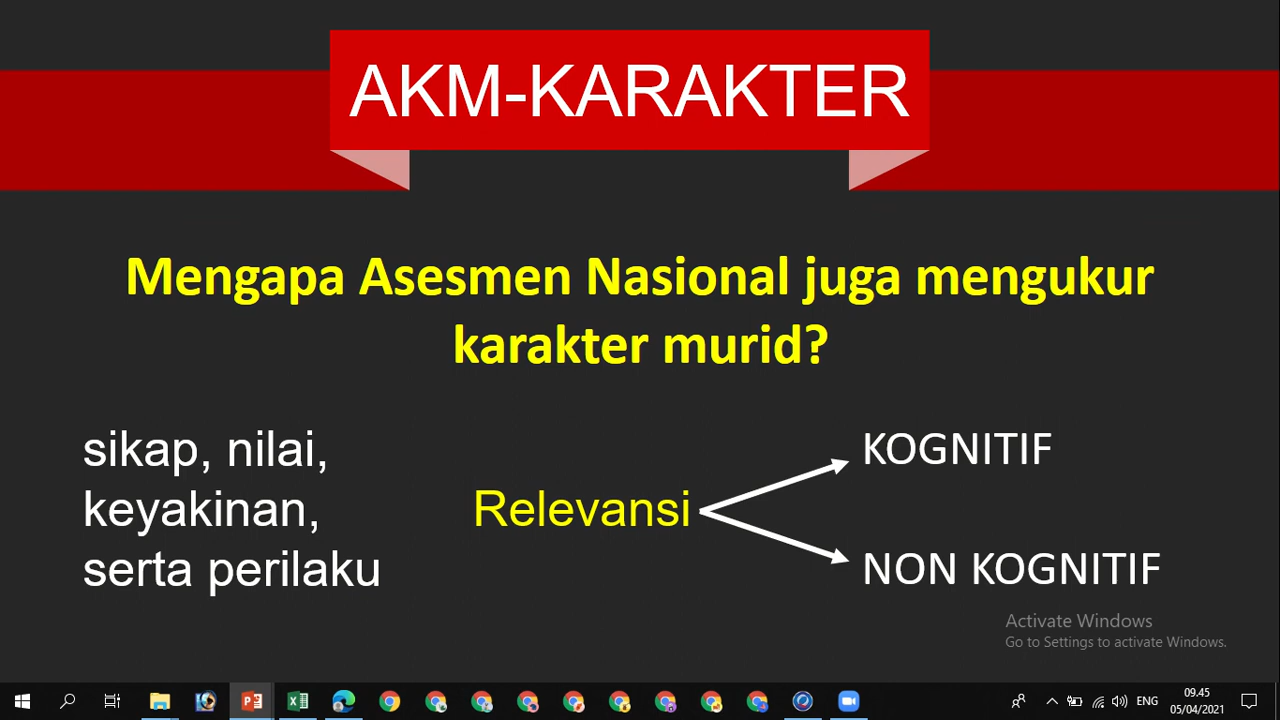 AKM-KARAKTER
Mengapa Asesmen Nasional juga mengukur
karakter murid?
sikap, nilai,
keyakinan,
serta perilaku
Relevansi
KOGNITIF
NON KOGNITIF
Activate Windows
Go to Settings to activate Windows.
ENG
09.45
05/04/2021